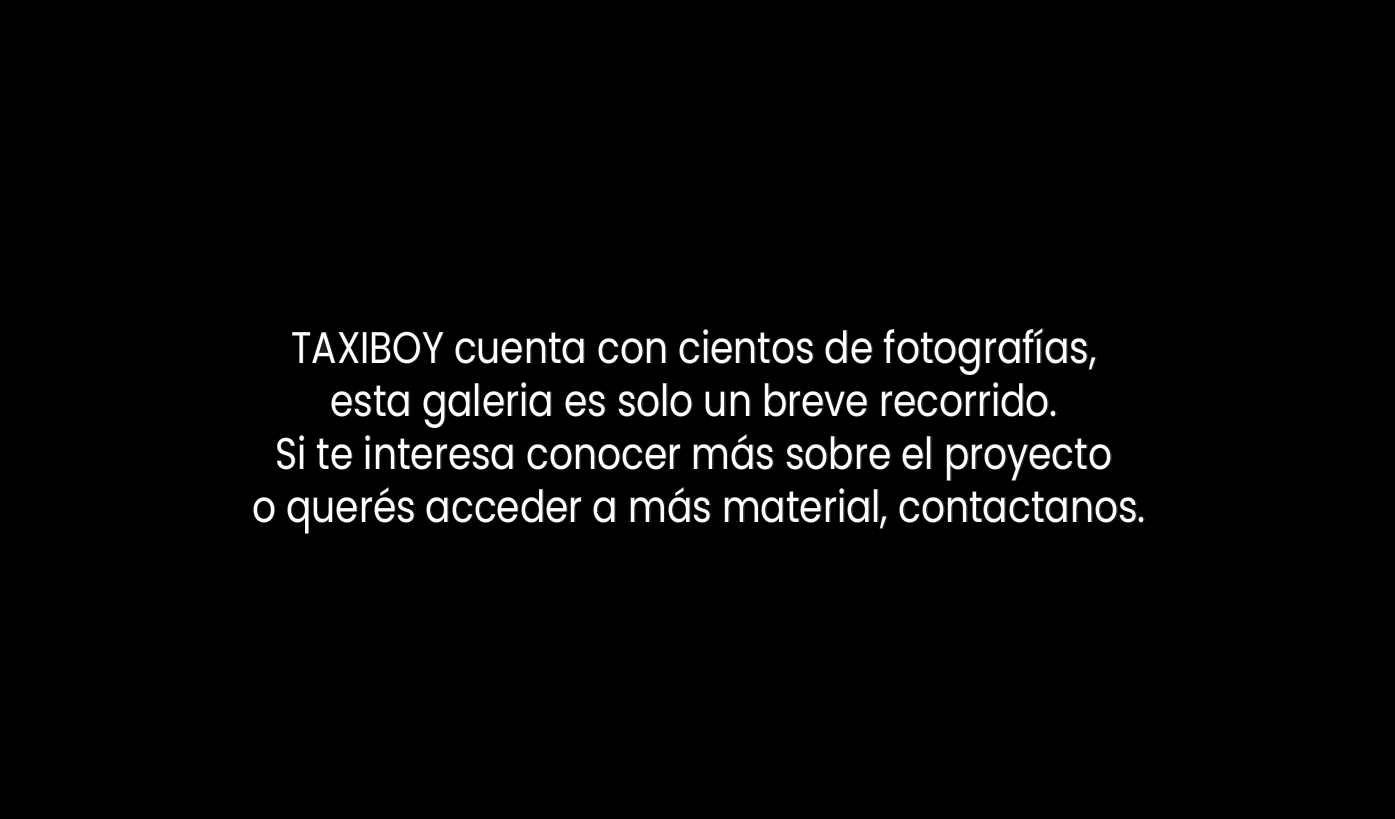 TAXIBOY cuenta con cientos de fotografías,
esta galeria es solo un breve recorrido.
Si te interesa conocer más sobre el proyecto
o querés acceder a más material, contactanos.